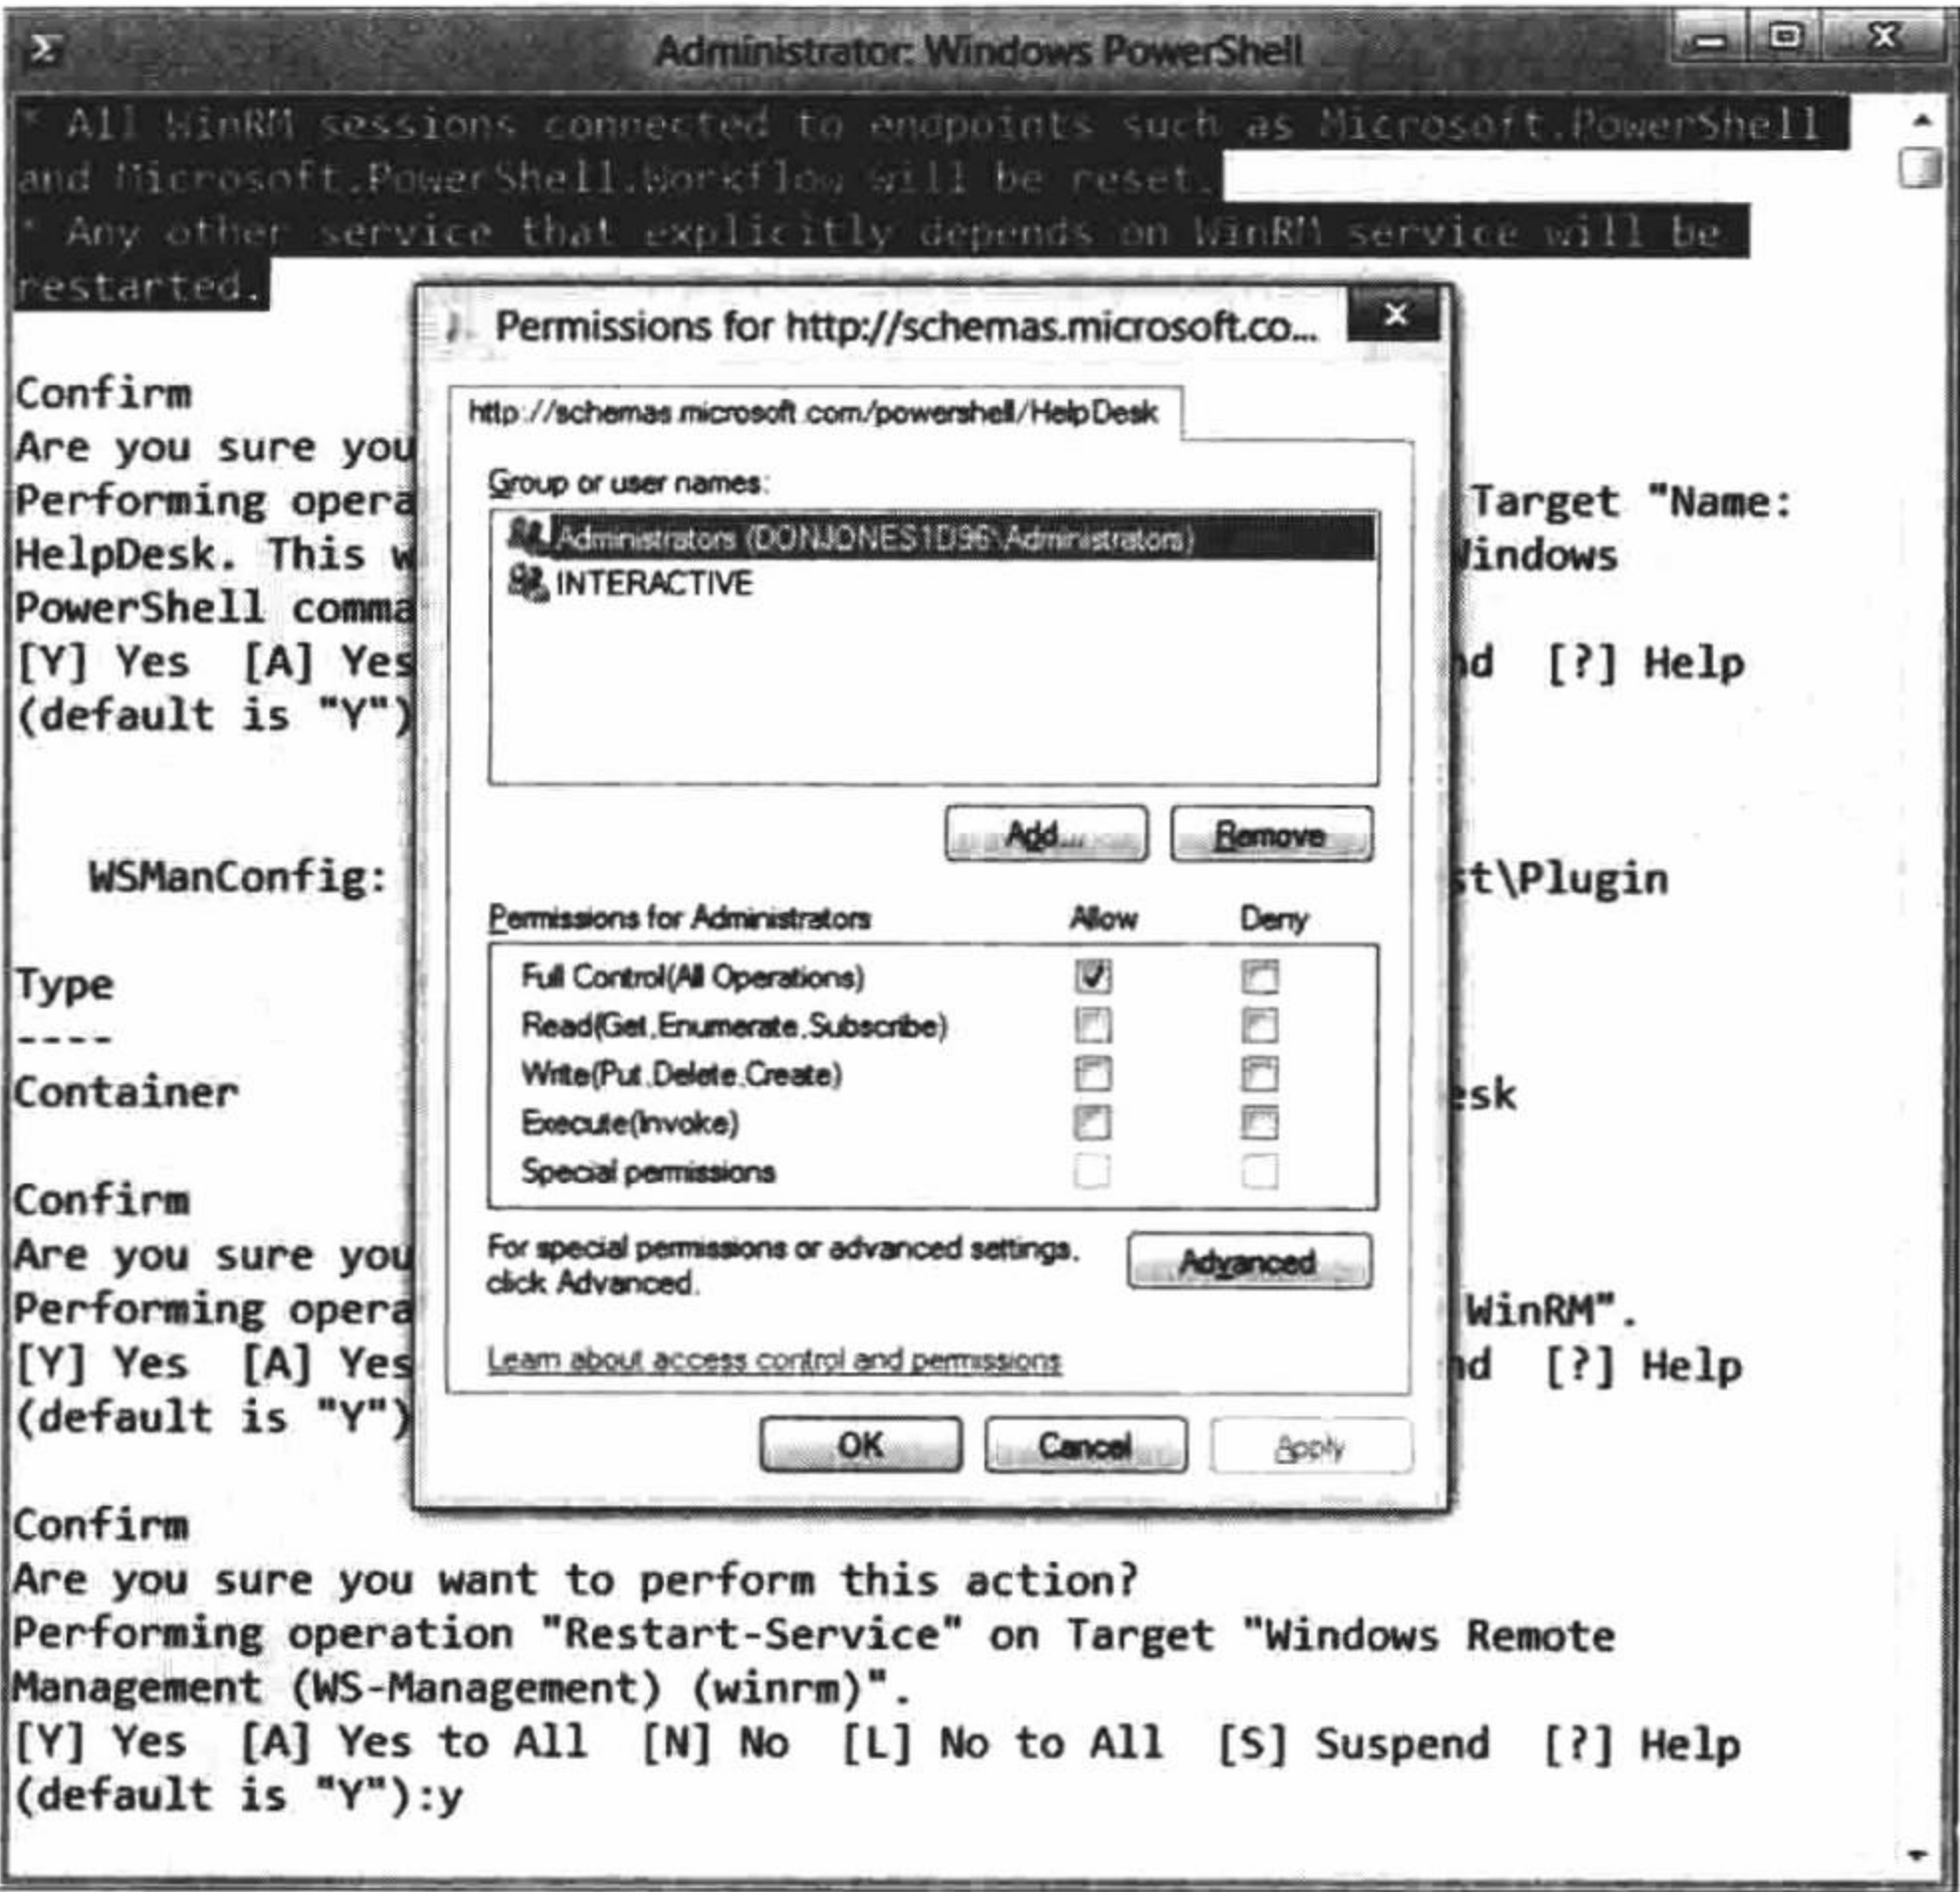 Administrator: Windows PowerShell
* All WinRM sessions connected to endpoints such as Microsoft.PowerShell
and Microsoft.PowerShell.Workflow will be reset.
* Any other service that explicitly depends on WinRM service will be
restarted.
Permissions for http://schemas.microsoft.co...
http://schemas.microsoft.com/powershell/HelpDesk
Group or user names:
Administrators (DONJONES1D96\Administrators)
INTERACTIVE
Add...
Remove
Permissions for Administrators Allow Deny
Full Control(All Operations)
Read(Get,Enumerate,Subscribe)
Write(Put,Delete,Create)
Execute(Invoke)
Special permissions
For special permissions or advanced settings,
click Advanced.
Advanced
Learn about access control and permissions
OK Cancel Apply
Confirm
Are you sure you
Performing opera Target "Name:
HelpDesk. This w Windows
PowerShell comma
[Y] Yes [A] Yes nd [?] Help
(default is "Y")
WSManConfig: st\Plugin
Type
----
Container esk
Confirm
Are you sure you
Performing opera WinRM".
[Y] Yes [A] Yes nd [?] Help
(default is "Y")
Confirm
Are you sure you want to perform this action?
Performing operation "Restart-Service" on Target "Windows Remote
Management (WS-Management) (winrm)".
[Y] Yes [A] Yes to All [N] No [L] No to All [S] Suspend [?] Help
(default is "Y"):y